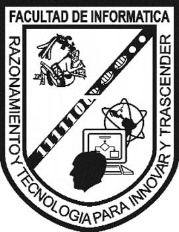 FACULTAD DE INFORMATICA
RAZONAMIENTO Y TECNOLOGIA PARA INNOVAR Y TRASCENDER